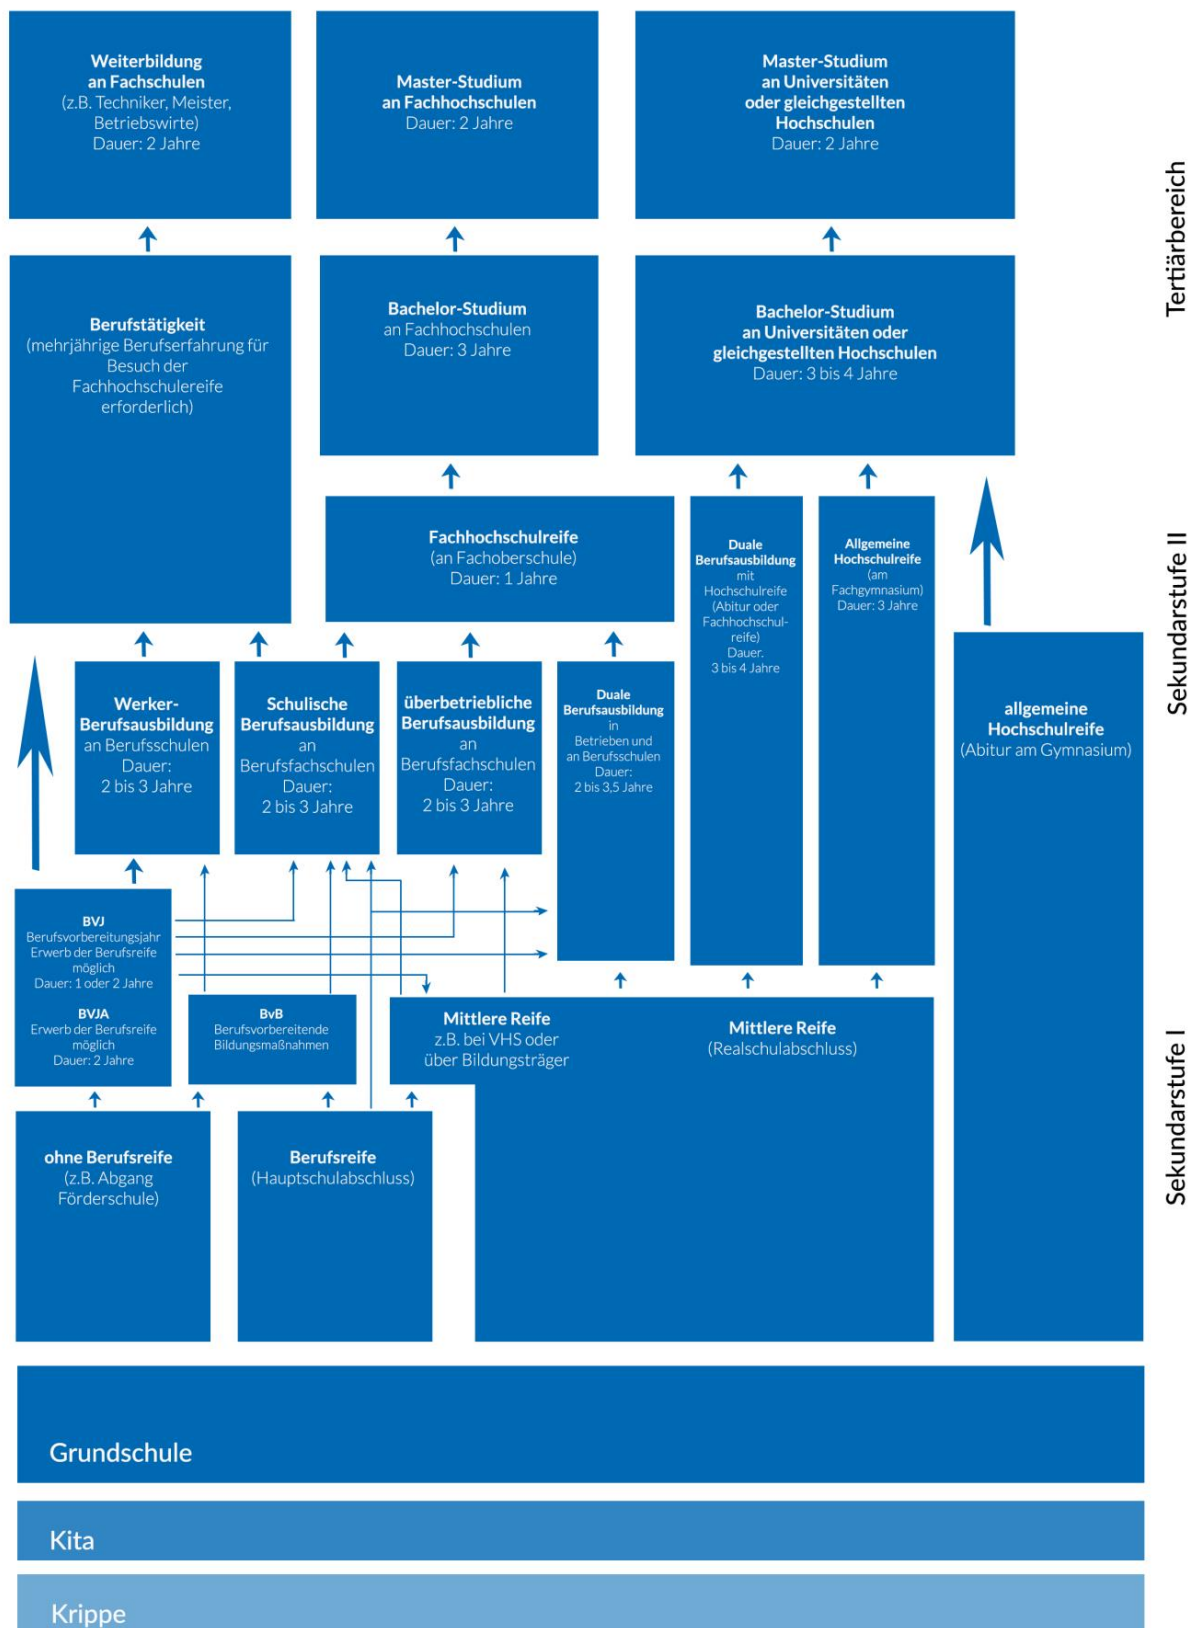 Weiterbildung
an Fachschulen
(z.B. Techniker, Meister,
Betriebswirte)
Dauer: 2 Jahre
Master-Studium
an Fachhochschulen
Dauer: 2 Jahre
Master-Studium
an Universitäten
oder gleichgestellten
Hochschulen
Dauer: 2 Jahre
Tertiärbereich
Berufstätigkeit
(mehrjährige Berufserfahrung für
Besuch der
Fachhochschulereife
erforderlich)
Bachelor-Studium
an Fachhochschulen
Dauer: 3 Jahre
Bachelor-Studium
an Universitäten oder
gleichgestellten Hochschulen
Dauer: 3 bis 4 Jahre
Fachhochschulreife
(an Fachoberschule)
Dauer: 1 Jahre
Duale
Berufsausbildung
mit
Hochschulreife
(Abitur oder
Fachhochschul-
reife)
Dauer.
3 bis 4 Jahre
Allgemeine
Hochschulreife
(am
Fachgymnasium)
Dauer: 3 Jahre
Sekundarstufe II
Werker-
Berufsausbildung
an Berufsschulen
Dauer:
2 bis 3 Jahre
Schulische
Berufsausbildung
an
Berufsfachschulen
Dauer:
2 bis 3 Jahre
überbetriebliche
Berufsausbildung
an
Berufsfachschulen
Dauer:
2 bis 3 Jahre
Duale
Berufsausbildung
in
Betrieben und
an Berufsschulen
Dauer:
2 bis 3,5 Jahre
allgemeine
Hochschulreife
(Abitur am Gymnasium)
BVJ
Berufsvorbereitungsjahr
Erwerb der Berufsreife
möglich
Dauer: 1 oder 2 Jahre
BVJA
Erwerb der Berufsreife
möglich
Dauer: 2 Jahre
BvB
Berufsvorbereitende
Bildungsmaßnahmen
Mittlere Reife
z.B. bei VHS oder
über Bildungsträger
Mittlere Reife
(Realschulabschluss)
Sekundarstufe I
ohne Berufsreife
(z.B. Abgang
Förderschule)
Berufsreife
(Hauptschulabschluss)
Grundschule
Kita
Krippe